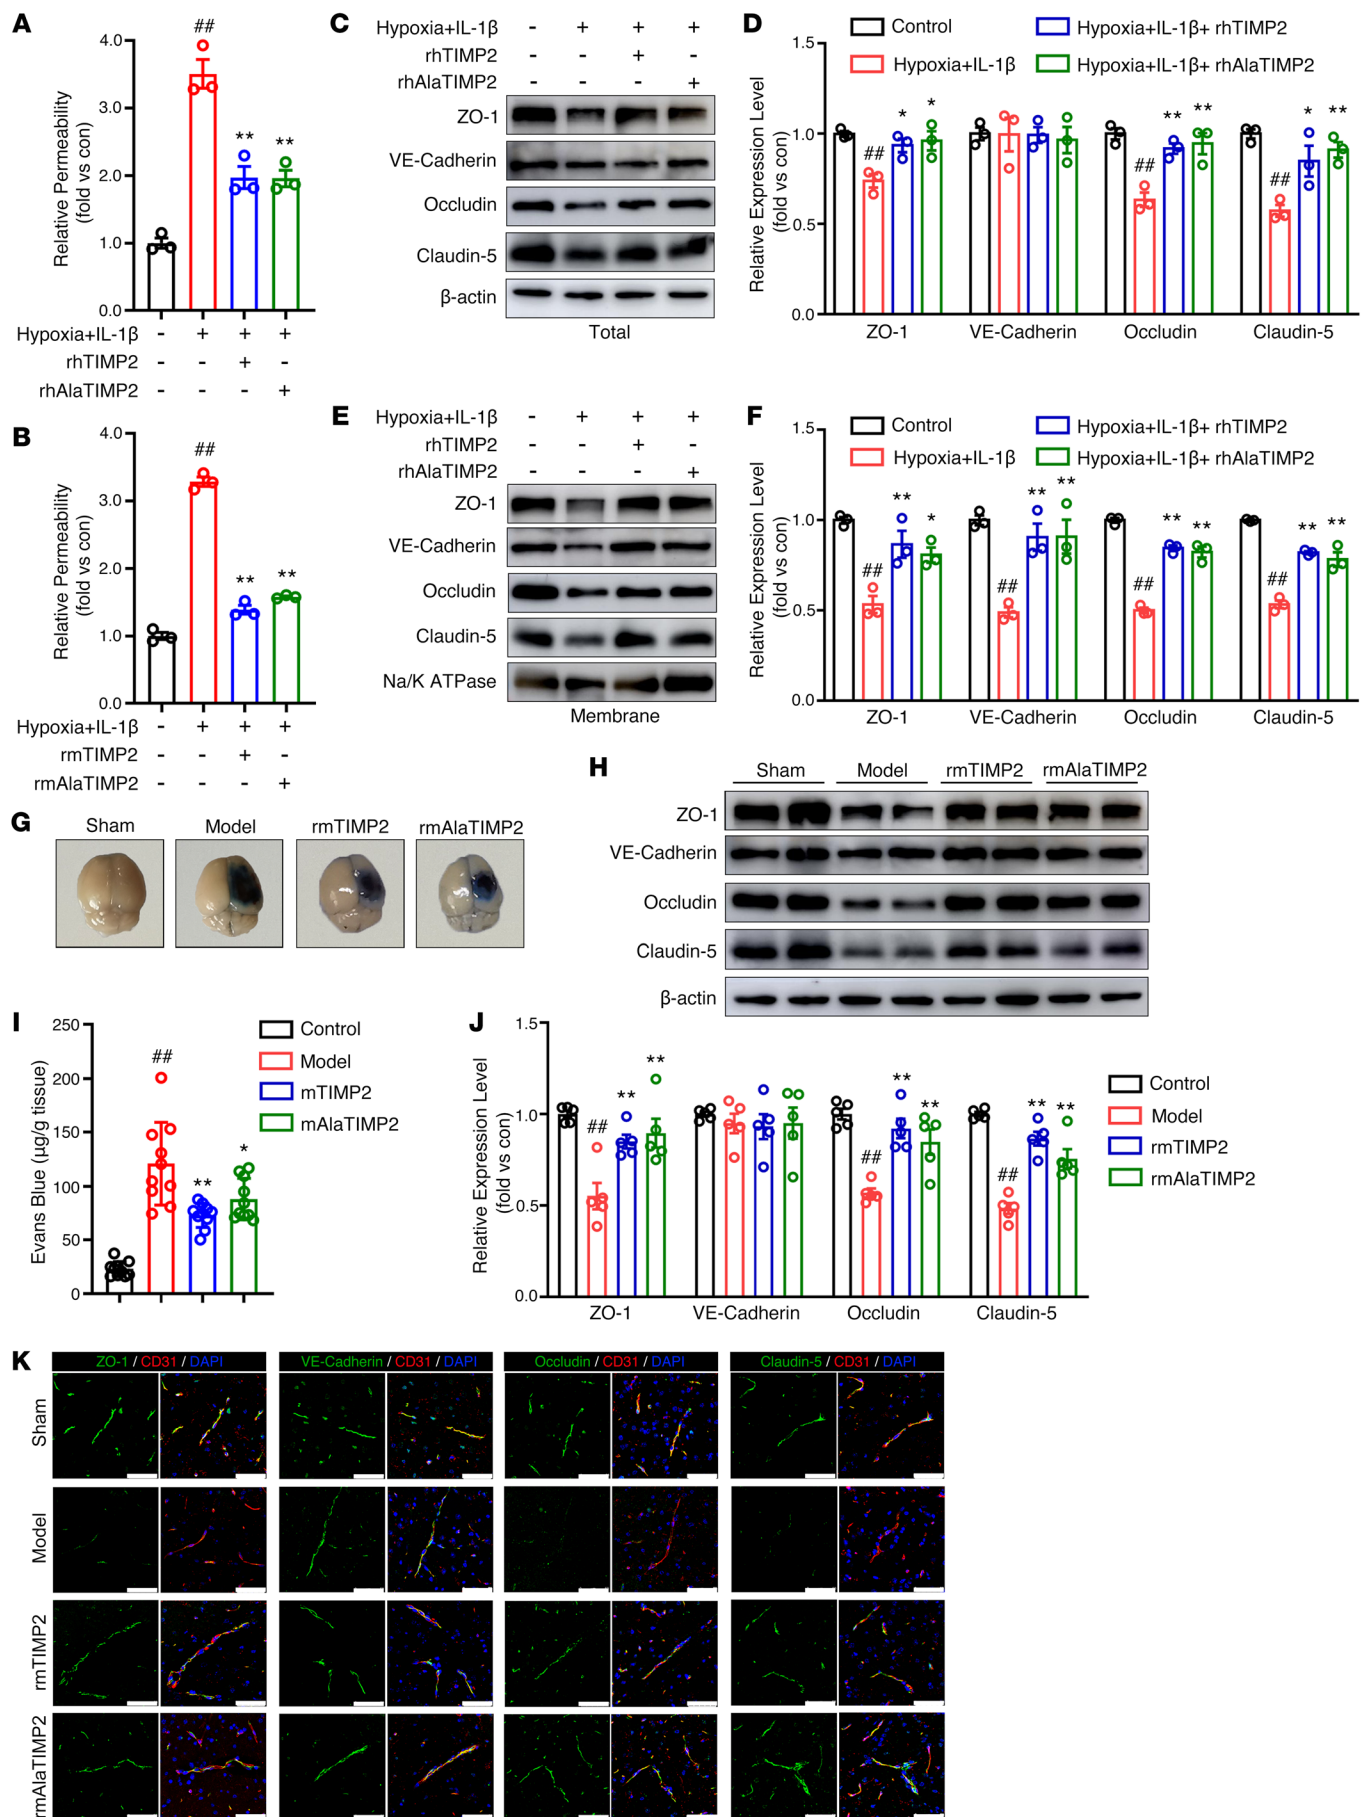 A
4.0
3.0
2.0
1.0
0.0
Relative Permeability
(fold vs con)
##
**
**
Hypoxia+IL-1β - + + +
rhTIMP2 - - + -
rhAlaTIMP2 - - - +
B
4.0
3.0
2.0
1.0
0.0
Relative Permeability
(fold vs con)
##
**
**
Hypoxia+IL-1β - + + +
rmTIMP2 - - + -
rmAlaTIMP2 - - - +
C
Hypoxia+IL-1β - + + +
rhTIMP2 - - + -
rhAlaTIMP2 - - - +
ZO-1
VE-Cadherin
Occludin
Claudin-5
β-actin
Total
D
Control
Hypoxia+IL-1β
Hypoxia+IL-1β+ rhTIMP2
Hypoxia+IL-1β+ rhAlaTIMP2
1.5
1.0
0.5
0.0
Relative Expression Level
(fold vs con)
## * *
## ** **
## * **
ZO-1 VE-Cadherin Occludin Claudin-5
E
Hypoxia+IL-1β - + + +
rhTIMP2 - - + -
rhAlaTIMP2 - - - +
ZO-1
VE-Cadherin
Occludin
Claudin-5
Na/K ATPase
Membrane
F
Control
Hypoxia+IL-1β
Hypoxia+IL-1β+ rhTIMP2
Hypoxia+IL-1β+ rhAlaTIMP2
1.5
1.0
0.5
0.0
Relative Expression Level
(fold vs con)
## ** *
## ** **
## ** **
## ** **
ZO-1 VE-Cadherin Occludin Claudin-5
G
Sham Model rmTIMP2 rmAlaTIMP2
H
Sham Model rmTIMP2 rmAlaTIMP2
ZO-1
VE-Cadherin
Occludin
Claudin-5
β-actin
I
250
200
150
100
50
0
Evans Blue (μg/g tissue)
##
**
*
Control
Model
mTIMP2
mAlaTIMP2
J
1.5
1.0
0.5
0.0
Relative Expression Level
(fold vs con)
## ** **
## ** **
## ** **
ZO-1 VE-Cadherin Occludin Claudin-5
Control
Model
rmTIMP2
rmAlaTIMP2
K
ZO-1 / CD31 / DAPI
VE-Cadherin / CD31 / DAPI
Occludin / CD31 / DAPI
Claudin-5 / CD31 / DAPI
Sham
Model
rmTIMP2
rmAlaTIMP2